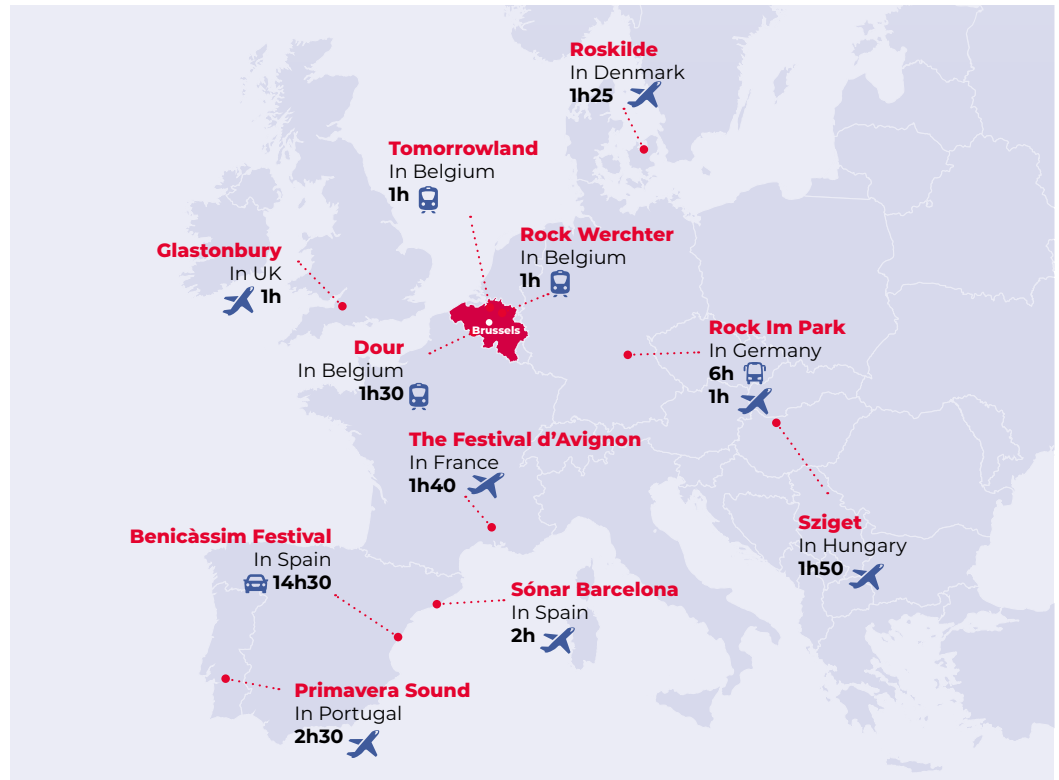 Roskilde
In Denmark
1h25
Tomorrowland
In Belgium
1h
Rock Werchter
In Belgium
1h
Glastonbury
In UK
1h
Brussels
Dour
In Belgium
1h30
Rock Im Park
In Germany
6h
1h
The Festival d’Avignon
In France
1h40
Sziget
In Hungary
1h50
Benicàssim Festival
In Spain
14h30
Sónar Barcelona
In Spain
2h
Primavera Sound
In Portugal
2h30